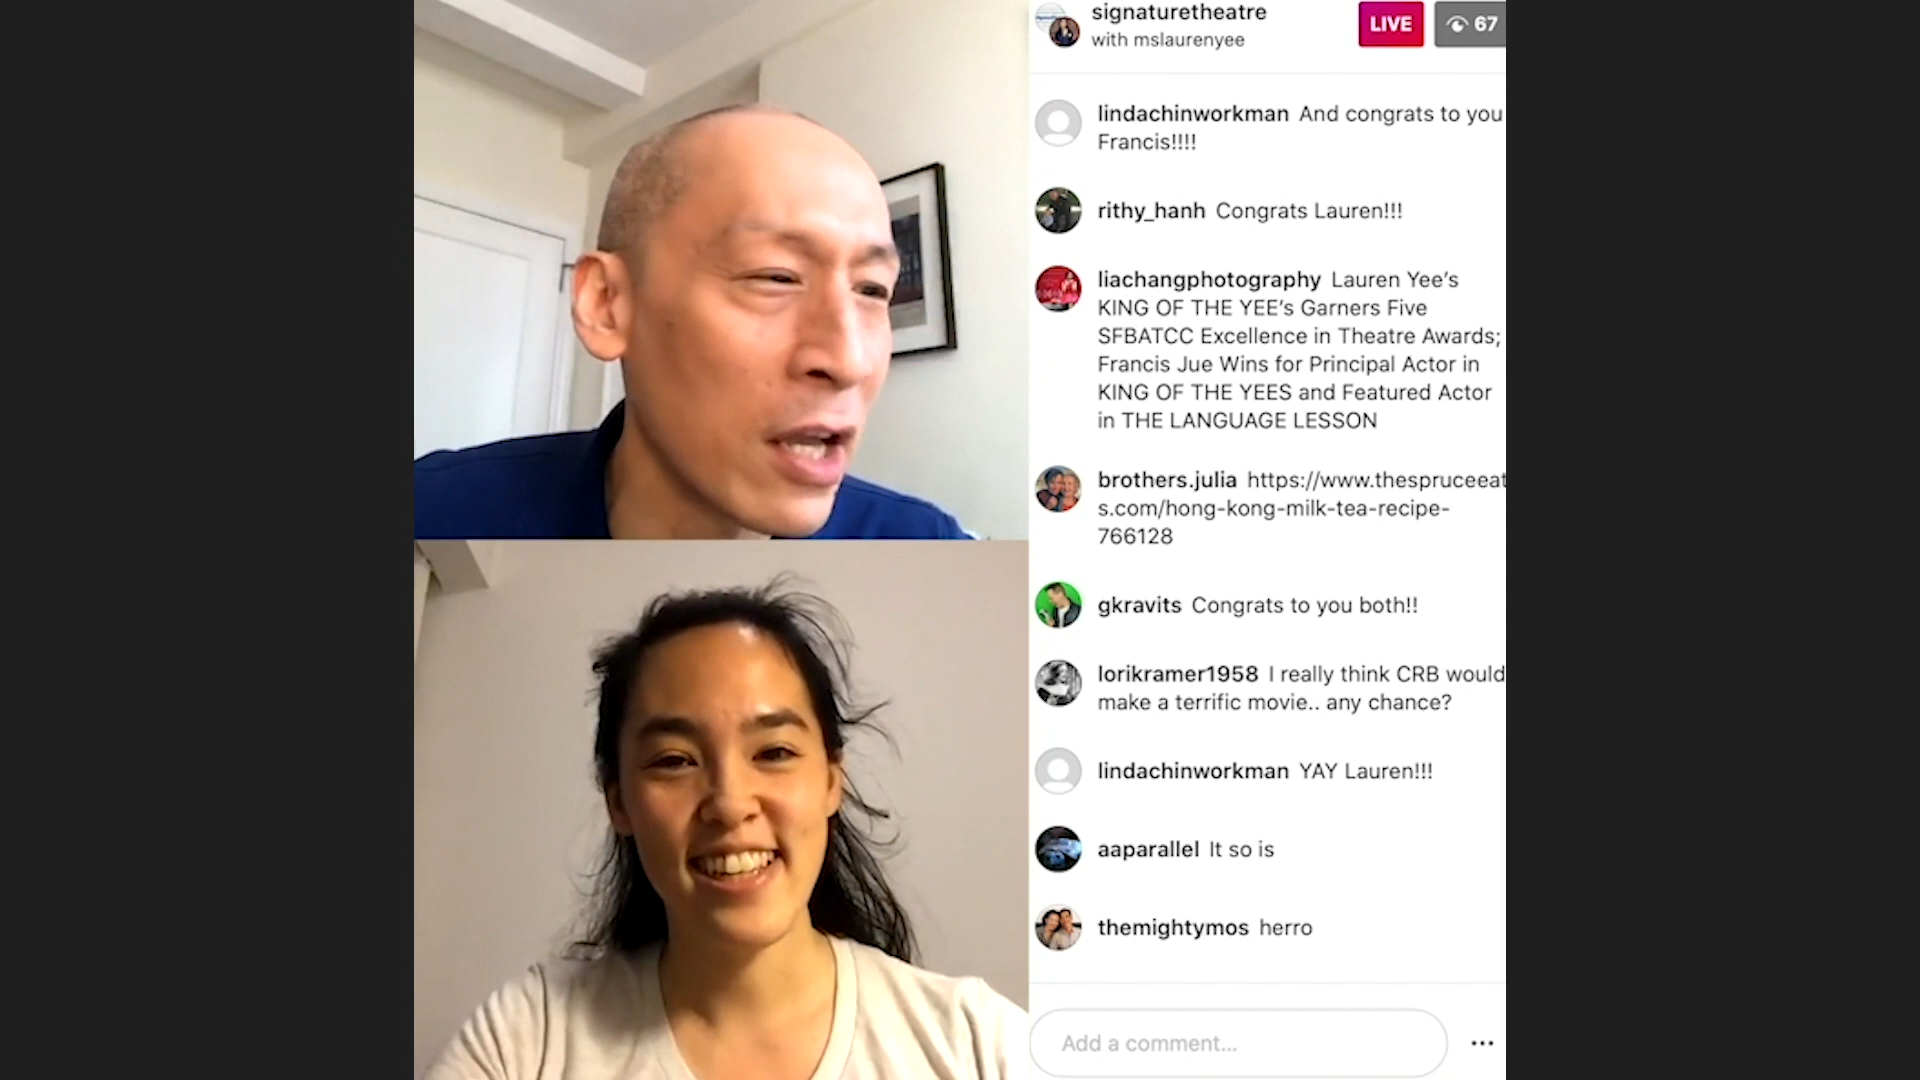 signaturetheatre
with mslaurenyee
LIVE
67
lindachinworkman And congrats to you
Francis!!!!
rithy_hanh Congrats Lauren!!!
liachangphotography Lauren Yee’s
KING OF THE YEE’s Garners Five
SFBATCC Excellence in Theatre Awards;
Francis Jue Wins for Principal Actor in
KING OF THE YEES and Featured Actor
in THE LANGUAGE LESSON
brothers.julia https://www.thespruceeat
s.com/hong-kong-milk-tea-recipe-
766128
gkravits Congrats to you both!!
lorikramer1958 I really think CRB would
make a terrific movie.. any chance?
lindachinworkman YAY Lauren!!!
aaparallel It so is
themightymos herro
Add a comment...